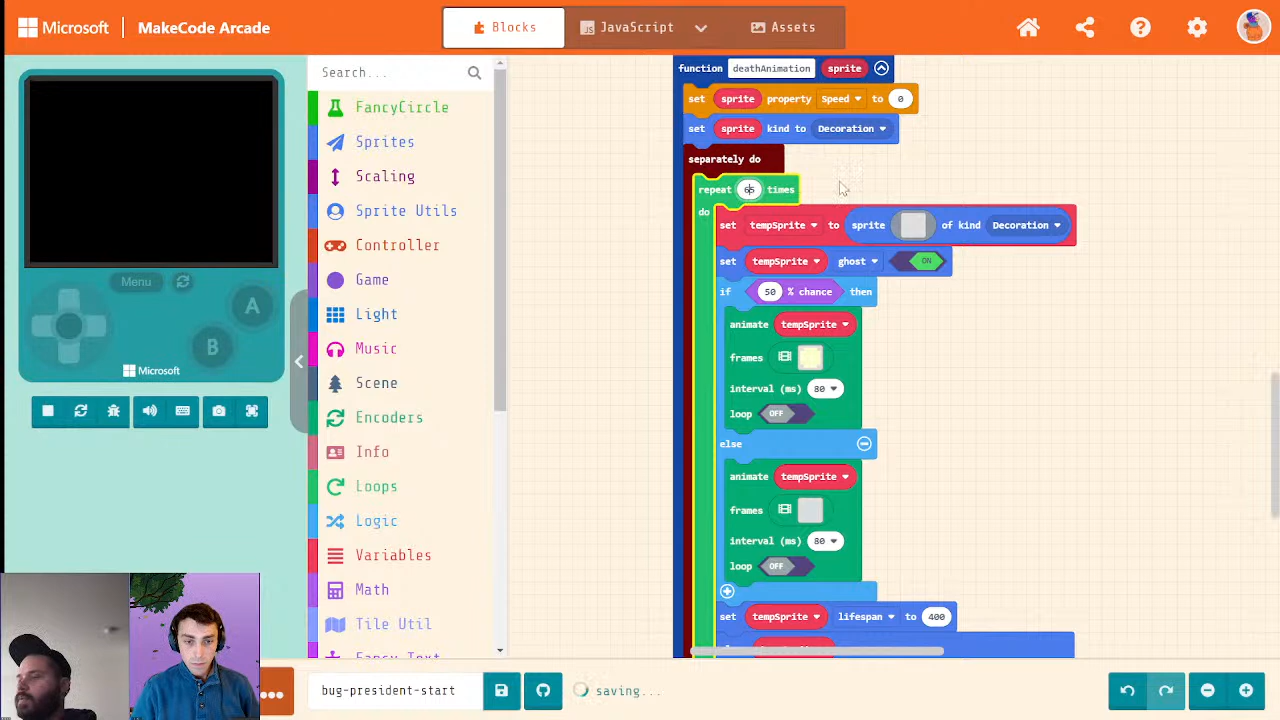 Microsoft MakeCode Arcade
Blocks JavaScript Assets
Menu
A
B
Microsoft
Search...
FancyCircle
Sprites
Scaling
Sprite Utils
Controller
Game
Light
Music
Scene
Encoders
Info
Loops
Logic
Variables
Math
Tile Util
Fancy Text
function deathAnimation sprite
set sprite property Speed to 0
set sprite kind to Decoration
separately do
repeat 65 times
do
set tempSprite to sprite of kind Decoration
set tempSprite ghost ON
if 50 % chance then
animate tempSprite
frames
interval (ms) 80
loop OFF
else
animate tempSprite
frames
interval (ms) 80
loop OFF
set tempSprite lifespan to 400
bug-president-start
saving...